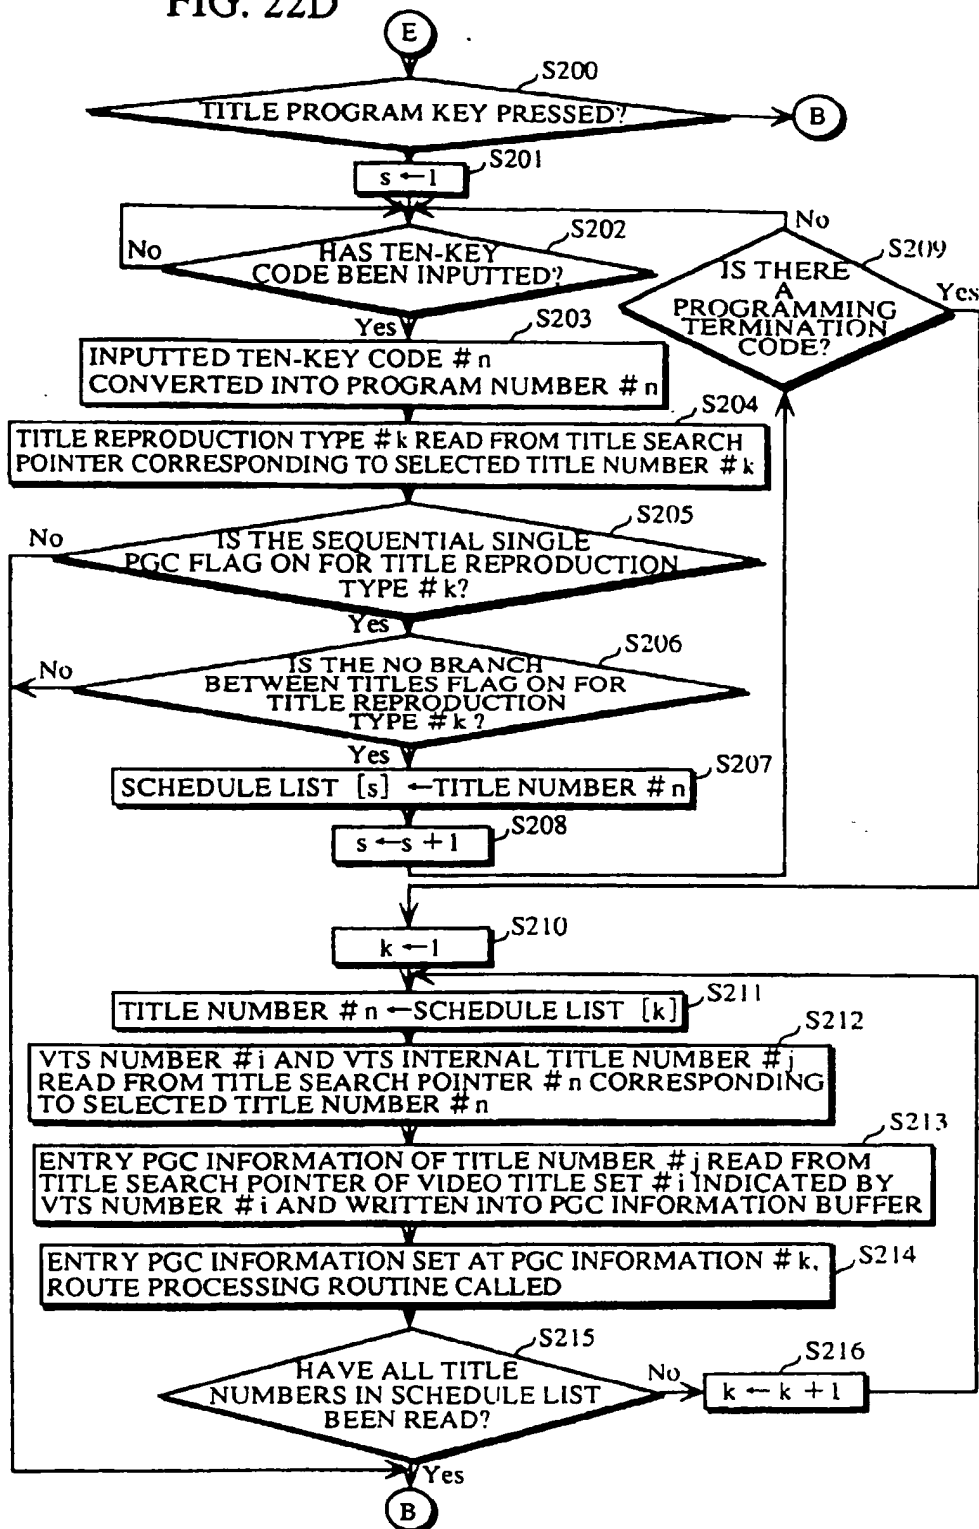 FIG. 22D
E
S200
TITLE PROGRAM KEY PRESSED?
B
S201
s ← 1
No
S202
HAS TEN-KEY
CODE BEEN INPUTTED?
No
S209
IS THERE
A
PROGRAMMING
TERMINATION
CODE?
Yes
Yes
S203
INPUTTED TEN-KEY CODE #n
CONVERTED INTO PROGRAM NUMBER #n
S204
TITLE REPRODUCTION TYPE #k READ FROM TITLE SEARCH
POINTER CORRESPONDING TO SELECTED TITLE NUMBER #k
S205
No
IS THE SEQUENTIAL SINGLE
PGC FLAG ON FOR TITLE REPRODUCTION
TYPE #k?
Yes
S206
No
IS THE NO BRANCH
BETWEEN TITLES FLAG ON FOR
TITLE REPRODUCTION
TYPE #k?
Yes
S207
SCHEDULE LIST [s] ←TITLE NUMBER #n
S208
s ←s + 1
S210
k ← 1
S211
TITLE NUMBER #n ←SCHEDULE LIST [k]
S212
VTS NUMBER #i AND VTS INTERNAL TITLE NUMBER #j
READ FROM TITLE SEARCH POINTER #n CORRESPONDING
TO SELECTED TITLE NUMBER #n
S213
ENTRY PGC INFORMATION OF TITLE NUMBER #j READ FROM
TITLE SEARCH POINTER OF VIDEO TITLE SET #i INDICATED BY
VTS NUMBER #i AND WRITTEN INTO PGC INFORMATION BUFFER
ENTRY PGC INFORMATION SET AT PGC INFORMATION #k,
ROUTE PROCESSING ROUTINE CALLED
S214
S215
HAVE ALL TITLE
NUMBERS IN SCHEDULE LIST
BEEN READ?
No
S216
k ← k + 1
Yes
B